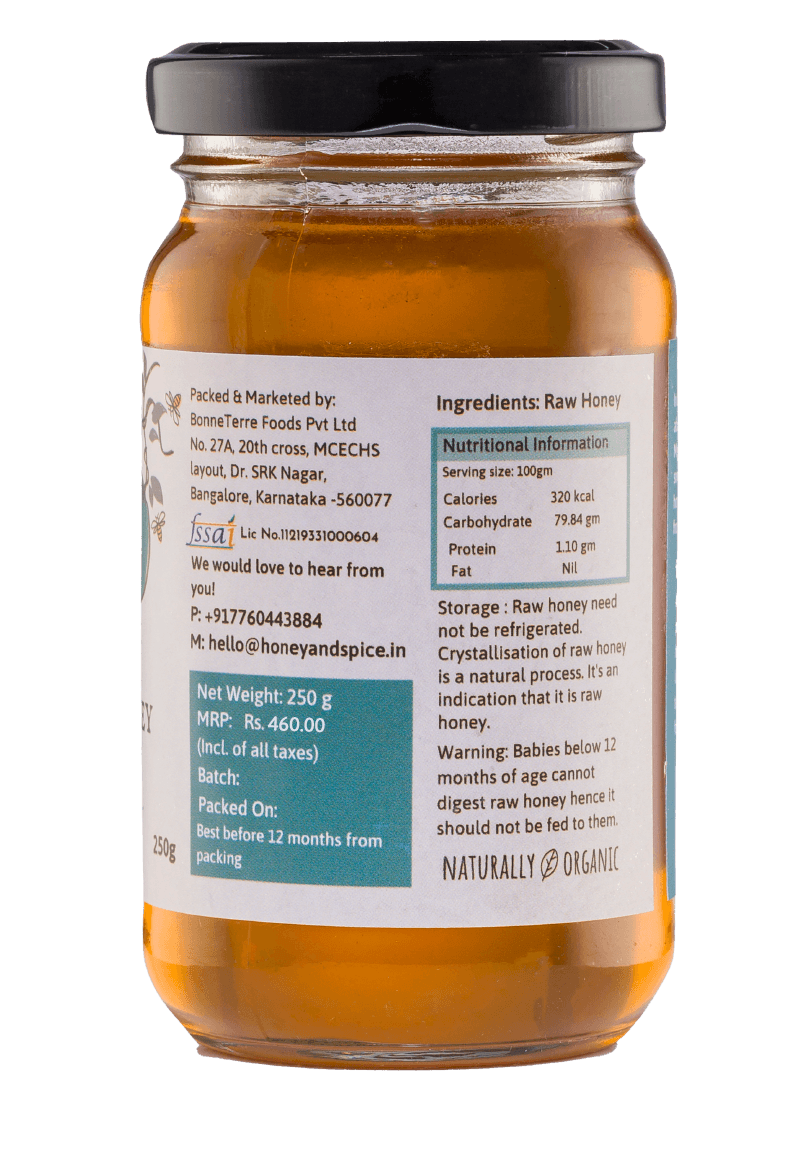 Packed & Marketed by:
BonneTerre Foods Pvt Ltd
No. 27A, 20th cross, MCECHS
layout, Dr. SRK Nagar,
Bangalore, Karnataka -560077
fssai Lic No.11219331000604
We would love to hear from
you!
P: +917760443884
M: hello@honeyandspice.in
Net Weight: 250 g
MRP: Rs. 460.00
(Incl. of all taxes)
Batch:
Packed On:
Best before 12 months from
packing
Ingredients: Raw Honey
Nutritional Information
Serving size: 100gm
Calories 320 kcal
Carbohydrate 79.84 gm
Protein 1.10 gm
Fat Nil
Storage : Raw honey need
not be refrigerated.
Crystallisation of raw honey
is a natural process. It's an
indication that it is raw
honey.
Warning: Babies below 12
months of age cannot
digest raw honey hence it
should not be fed to them.
NATURALLY ORGANIC
EY
250g